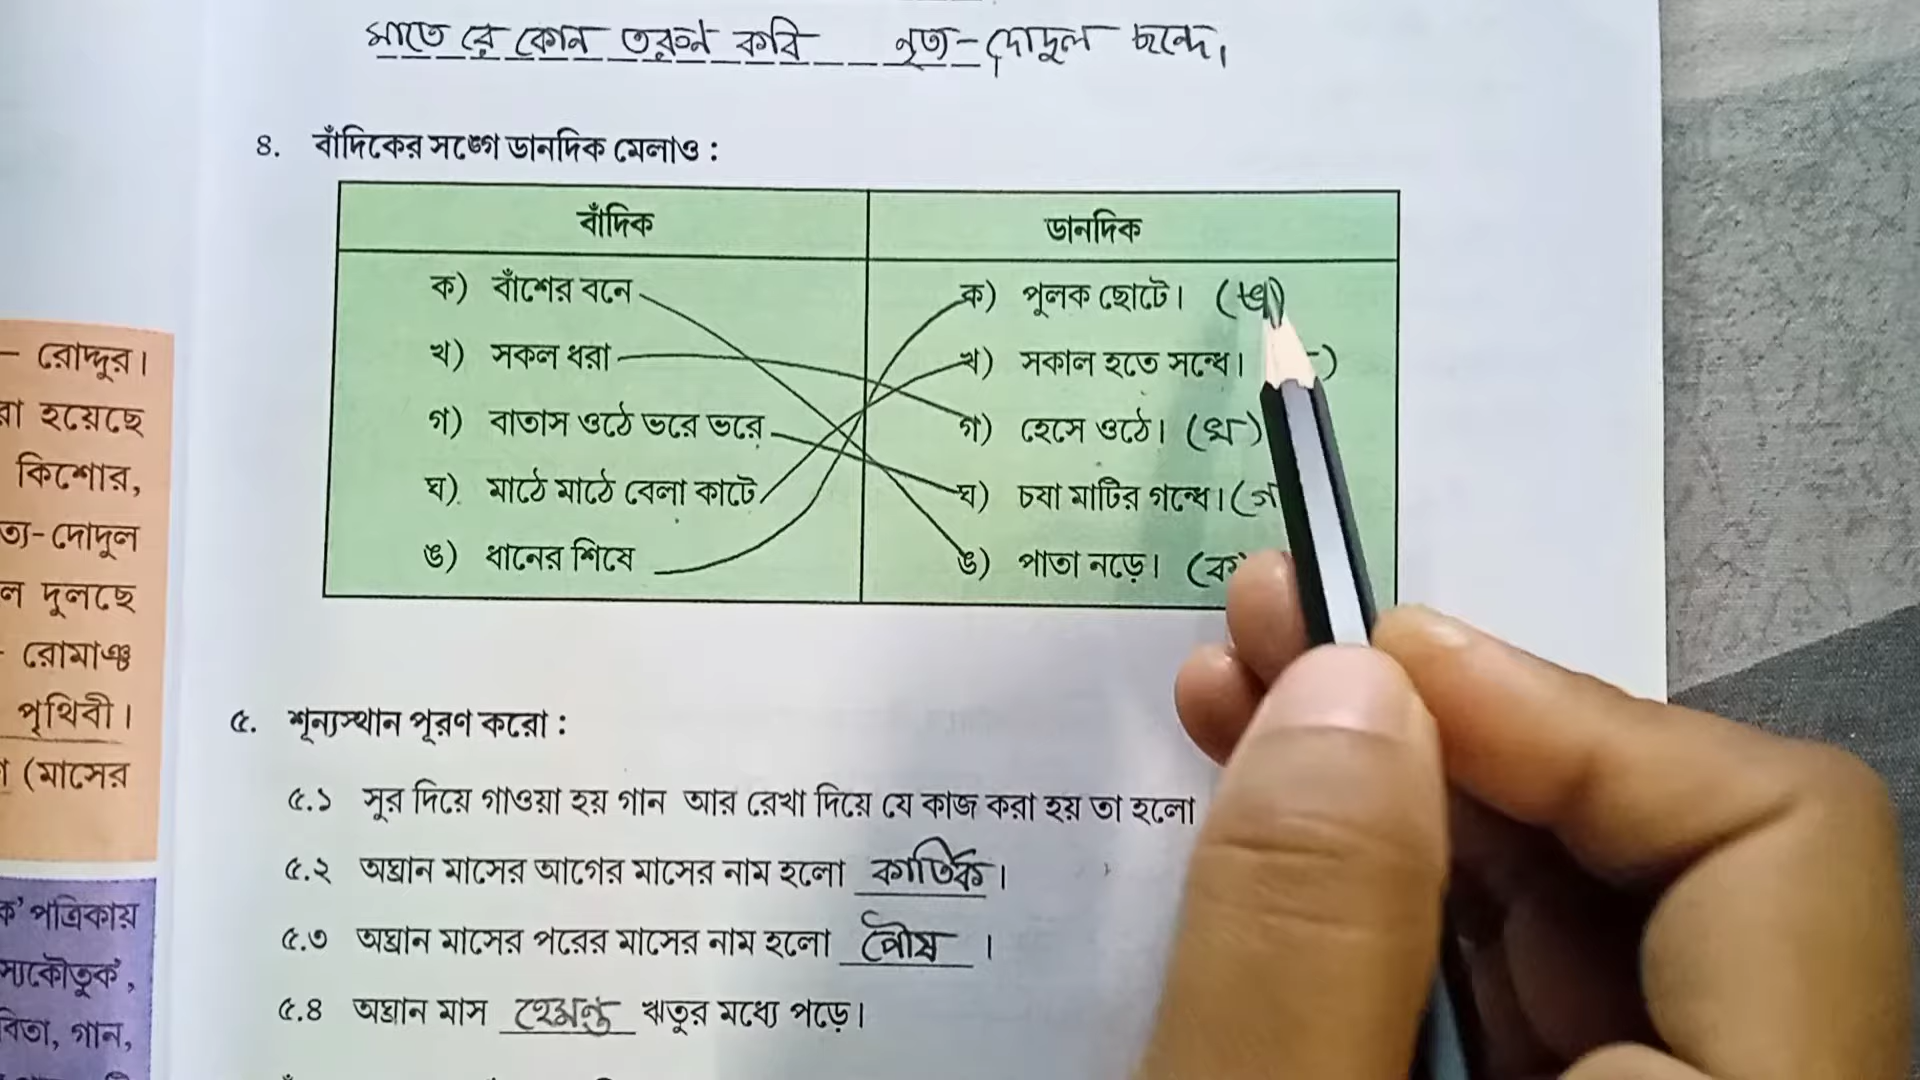 মাতে রে কোন তরুণ কবি নৃত্য-দোদুল ছন্দে।
৪. বাঁদিকের সঙ্গে ডানদিক মেলাও :
বাঁদিক ডানদিক
ক) বাঁশের বনে ক) পুলক ছোটে। (ঙ)
খ) সকল ধরা খ) সকাল হতে সন্ধে। )
গ) বাতাস ওঠে ভরে ভরে গ) হেসে ওঠে। (খ)
ঘ) মাঠে মাঠে বেলা কাটে ঘ) চষা মাটির গন্ধে। (গ
ঙ) ধানের শিষে ঙ) পাতা নড়ে। (ক)
৫. শূন্যস্থান পূরণ করো :
৫.১ সুর দিয়ে গাওয়া হয় গান আর রেখা দিয়ে যে কাজ করা হয় তা হলো
৫.২ অঘ্রান মাসের আগের মাসের নাম হলো কার্তিক।
৫.৩ অঘ্রান মাসের পরের মাসের নাম হলো পৌষ ।
৫.৪ অঘ্রান মাস হেমন্ত ঋতুর মধ্যে পড়ে।
– রোদ্দুর।
রা হয়েছে
কিশোর,
ত্য-দোদুল
ল দুলছে
- রোমাঞ্চ
পৃথিবী।
(মাসের
ক' পত্রিকায়
স্যকৌতুক',
বিতা, গান,